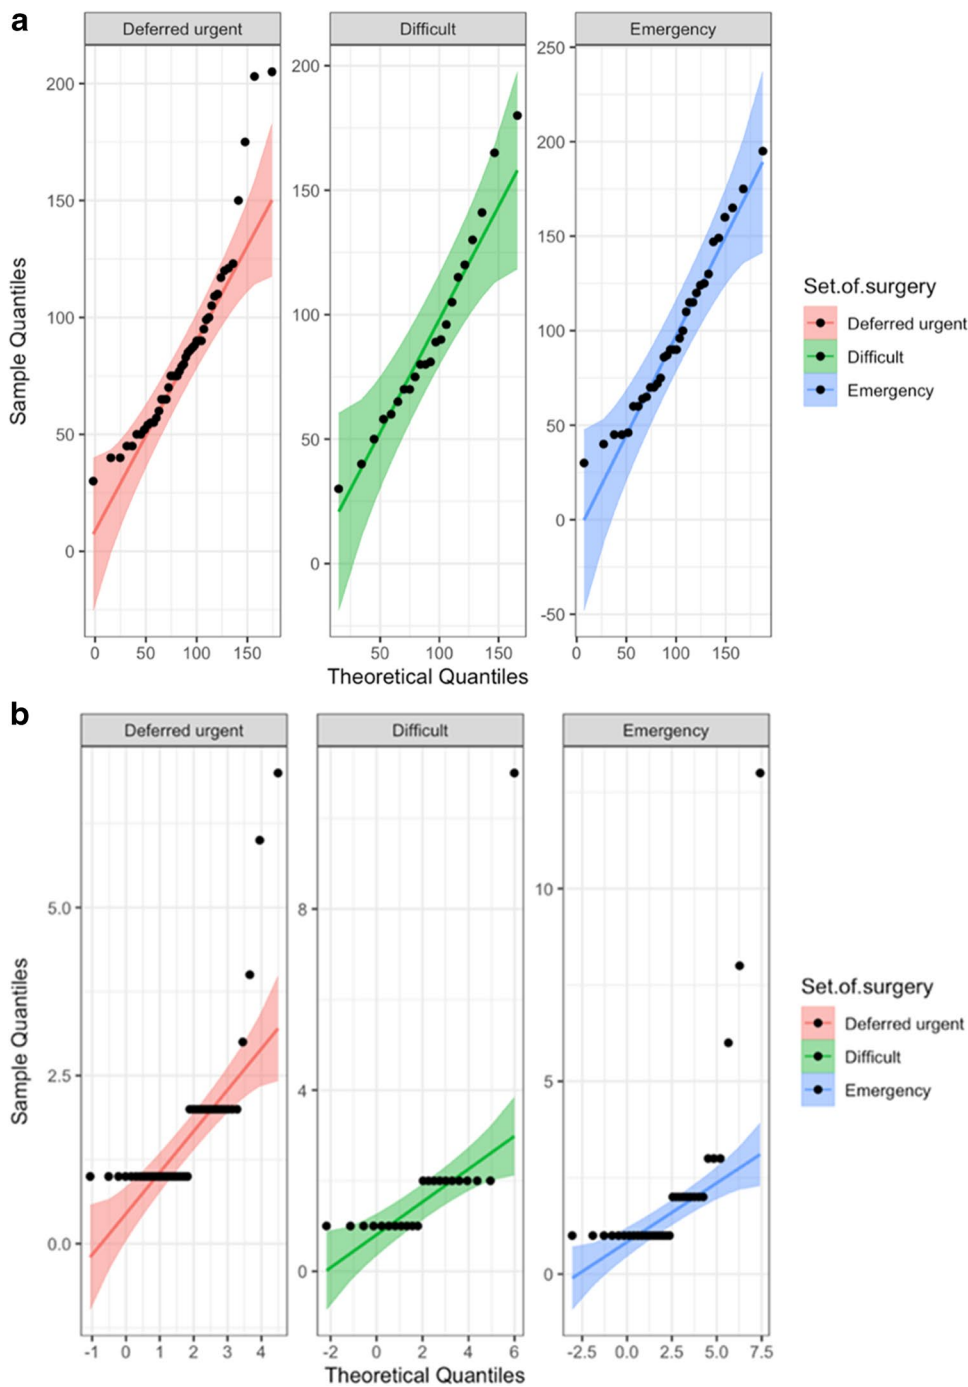 a
Deferred urgent Difficult Emergency
Sample Quantiles
200
150
100
50
0
200
150
100
50
0
250
200
150
100
50
0
-50
0 50 100 150
50 100 150
0 50 100 150
Theoretical Quantiles
Set.of.surgery
Deferred urgent
Difficult
Emergency
b
Deferred urgent Difficult Emergency
Sample Quantiles
5.0
2.5
0.0
8
4
0
10
5
0
-1 0 1 2 3 4
-2 0 2 4 6
-2.5 0.0 2.5 5.0 7.5
Theoretical Quantiles
Set.of.surgery
Deferred urgent
Difficult
Emergency